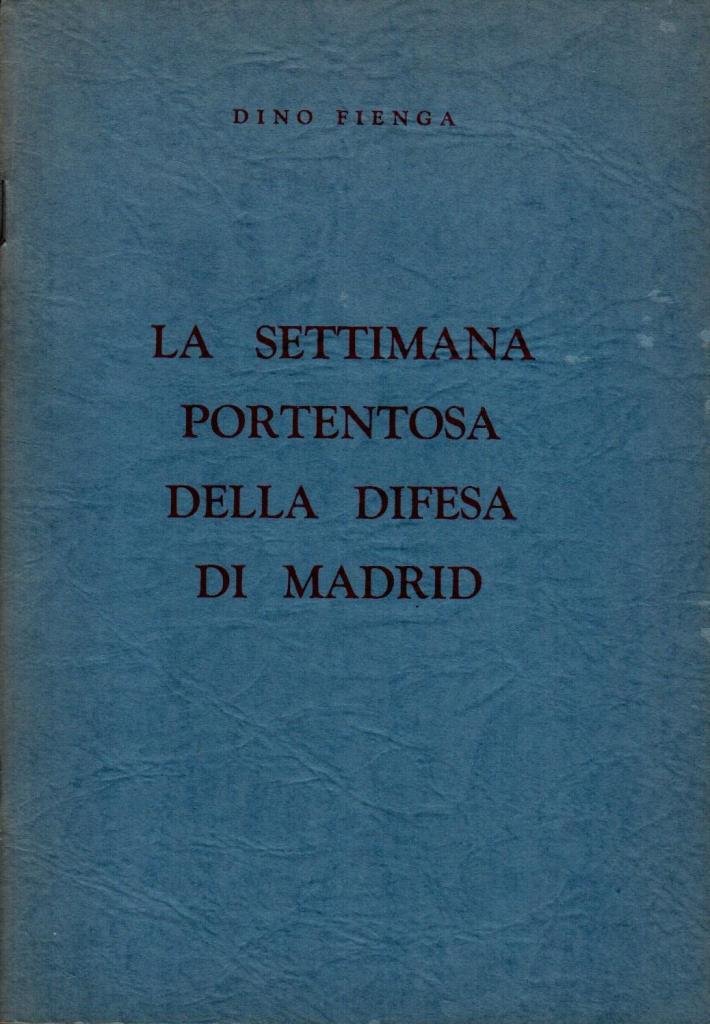 DINO FIENGA
LA SETTIMANA
PORTENTOSA
DELLA DIFESA
DI MADRID